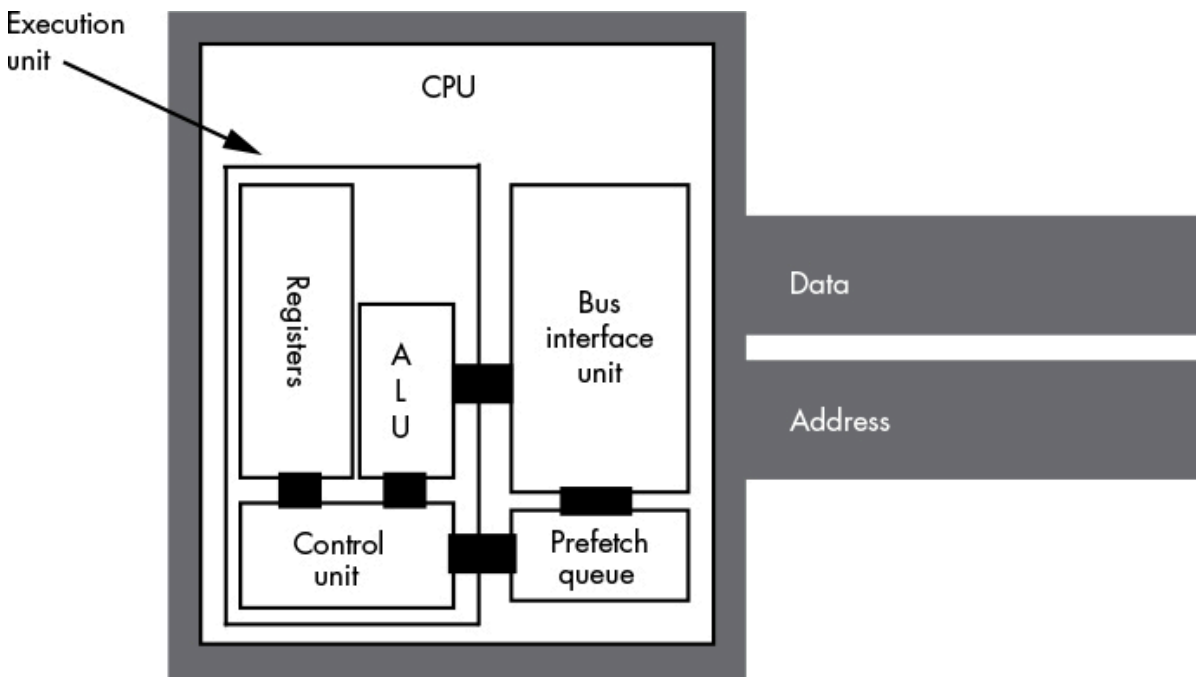 Execution
unit
CPU
Registers
A
L
U
Bus
interface
unit
Control
unit
Prefetch
queue
Data
Address